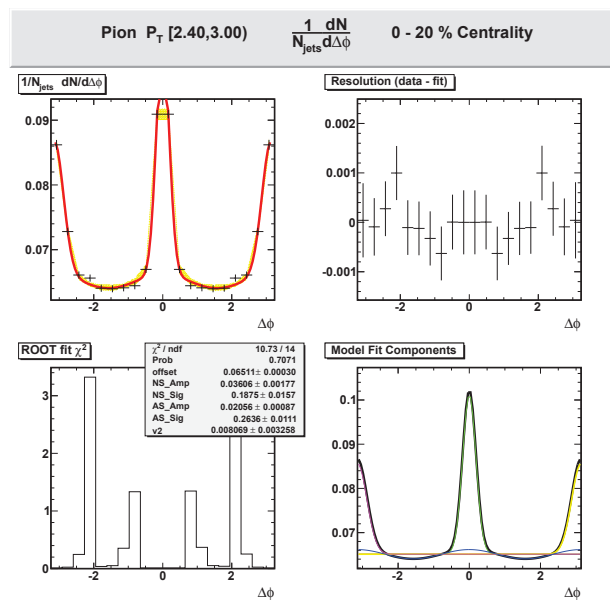 Pion P_T [2.40,3.00) 1/N_jets dN/dΔϕ 0 - 20 % Centrality
1/N_jets dN/dΔϕ
0.09
0.08
0.07
-2 0 2
Δϕ
Resolution (data - fit)
0.002
0.001
0
-0.001
-2 0 2
Δϕ
ROOT fit χ²
χ² / ndf 10.73 / 14
Prob 0.7071
offset 0.06511 ± 0.00030
NS_Amp 0.03606 ± 0.00177
NS_Sig 0.1875 ± 0.0157
AS_Amp 0.02056 ± 0.00087
AS_Sig 0.2636 ± 0.0111
v2 0.008069 ± 0.003258
3
2
1
0
-2 0 2
Δϕ
Model Fit Components
0.1
0.09
0.08
0.07
-2 0 2
Δϕ